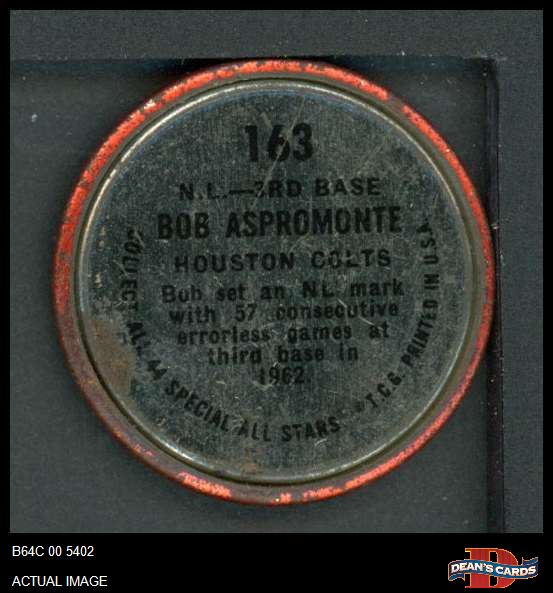 163
N.L.—3RD BASE
BOB ASPROMONTE
HOUSTON COLTS
Bob set an NL mark
with 57 consecutive
errorless games at
third base in
1962.
COLLECT ALL 44 SPECIAL ALL STARS
© T.C.G. PRINTED IN U.S.A.
B64C 00 5402
ACTUAL IMAGE
D
DEAN'S CARDS